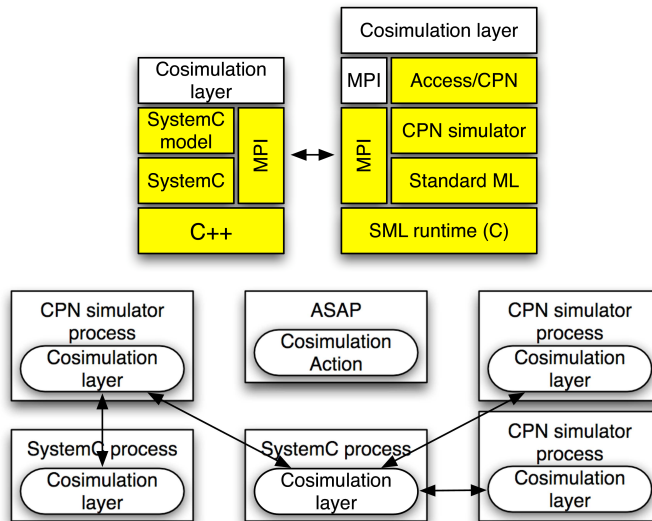 Cosimulation layer
Cosimulation
layer
MPI
Access/CPN
SystemC
model
MPI
MPI
CPN simulator
SystemC
Standard ML
C++
SML runtime (C)
CPN simulator
process
Cosimulation
layer
ASAP
Cosimulation
Action
CPN simulator
process
Cosimulation
layer
SystemC process
Cosimulation
layer
SystemC process
Cosimulation
layer
CPN simulator
process
Cosimulation
layer